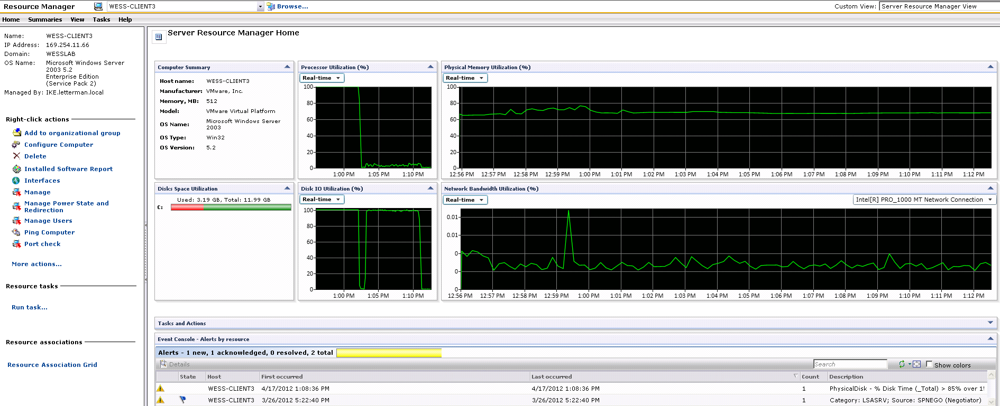 Resource Manager
WESS-CLIENT3
Browse...
Custom View: Server Resource Manager View
Home Summaries View Tasks Help
Name: WESS-CLIENT3
IP Address: 169.254.11.66
Domain: WESSLAB
OS Name: Microsoft Windows Server
2003 5.2
Enterprise Edition
(Service Pack 2)
Managed By: IKE.letterman.local
Right-click actions
Add to organizational group
Configure Computer
Delete
Installed Software Report
Interfaces
Manage
Manage Power State and
Redirection
Manage Users
Ping Computer
Port check
More actions...
Resource tasks
Run task...
Resource associations
Resource Association Grid
Server Resource Manager Home
Computer Summary
Host name: WESS-CLIENT3
Manufacturer: VMware, Inc.
Memory, MB: 512
Model: VMware Virtual Platform
OS Name: Microsoft Windows Server
2003
OS Type: Win32
OS Version: 5.2
Processor Utilization (%)
Real-time
100
80
60
40
20
0
1:00 PM 1:05 PM 1:10 PM
Physical Memory Utilization (%)
Real-time
100
80
60
40
20
0
12:56 PM 12:57 PM 12:58 PM 12:59 PM 1:00 PM 1:01 PM 1:02 PM 1:03 PM 1:04 PM 1:05 PM 1:06 PM 1:07 PM 1:08 PM 1:09 PM 1:10 PM 1:11 PM 1:12 PM
Disks Space Utilization
Used: 3.19 GB, Total: 11.99 GB
C:
Disk IO Utilization (%)
Real-time
100
80
60
40
20
0
1:00 PM 1:05 PM 1:10 PM
Network Bandwidth Utilization (%)
Real-time
Intel[R] PRO_1000 MT Network Connection
0.01
0.01
0
0
0
12:56 PM 12:57 PM 12:58 PM 12:59 PM 1:00 PM 1:01 PM 1:02 PM 1:03 PM 1:04 PM 1:05 PM 1:06 PM 1:07 PM 1:08 PM 1:09 PM 1:10 PM 1:11 PM 1:12 PM
Tasks and Actions
Event Console - Alerts by resource
Alerts - 1 new, 1 acknowledged, 0 resolved, 2 total
Details
Search
Show colors
State Host First occurred Last occurred Count Description
WESS-CLIENT3 4/17/2012 1:08:36 PM 4/17/2012 1:08:36 PM 1 PhysicalDisk - % Disk Time (_Total) > 85% over
WESS-CLIENT3 3/26/2012 5:22:40 PM 3/26/2012 5:22:40 PM 1 Category: LSASRV; Source: SPNEGO (Negotiator)